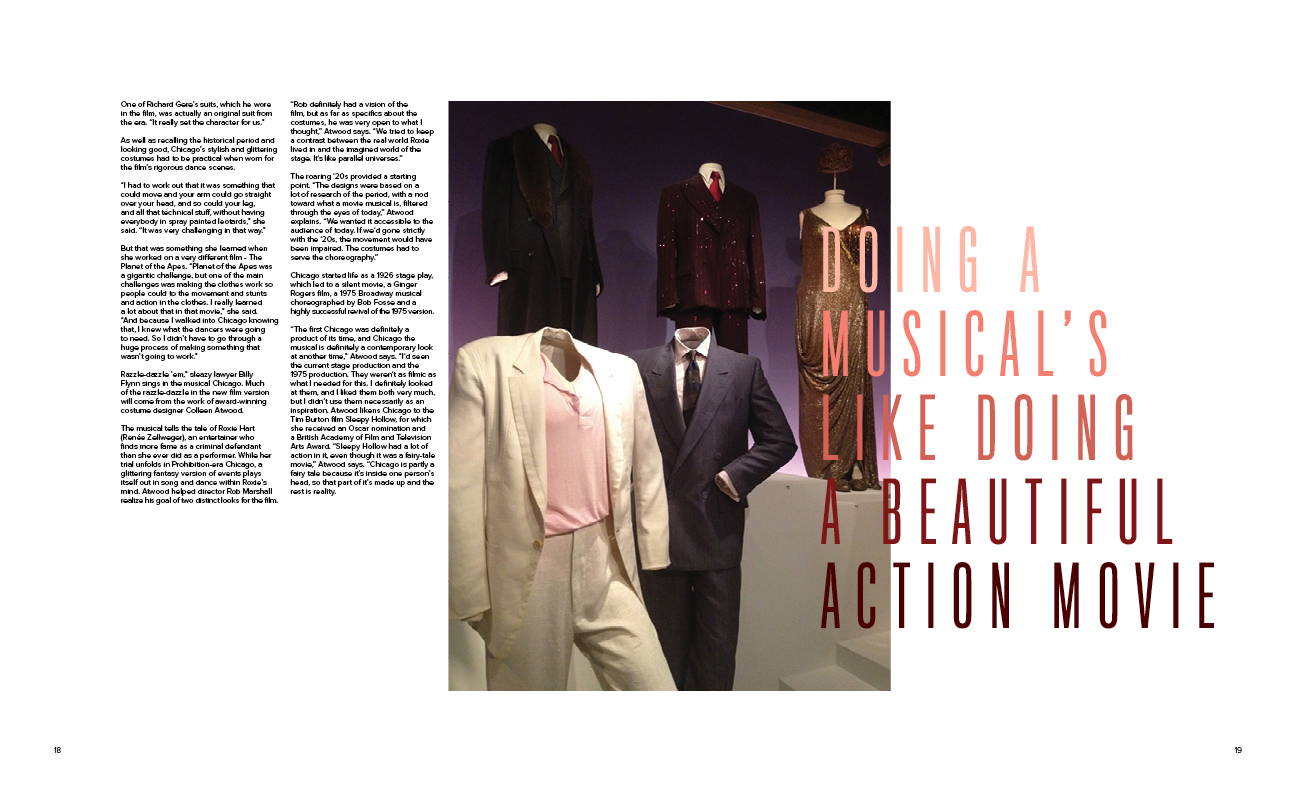 One of Richard Gere's suits, which he wore
in the film, was actually an original suit from
the era. "It really set the character for us."
As well as recalling the historical period and
looking good, Chicago's stylish and glittering
costumes had to be practical when worn for
the film's rigorous dance scenes.
"I had to work out that it was something that
could move and your arm could go straight
over your head, and so could your leg,
and all that technical stuff, without having
everybody in spray painted leotards," she
said. "It was very challenging in that way."
But that was something she learned when
she worked on a very different film - The
Planet of the Apes. "Planet of the Apes was
a gigantic challenge, but one of the main
challenges was making the clothes work so
people could to the movement and stunts
and action in the clothes. I really learned
a lot about that in that movie," she said.
"And because I walked into Chicago knowing
that, I knew what the dancers were going
to need. So I didn't have to go through a
huge process of making something that
wasn't going to work."
Razzle-dazzle 'em," sleazy lawyer Billy
Flynn sings in the musical Chicago. Much
of the razzle-dazzle in the new film version
will come from the work of award-winning
costume designer Colleen Atwood.
The musical tells the tale of Roxie Hart
(Renée Zellweger), an entertainer who
finds more fame as a criminal defendant
than she ever did as a performer. While her
trial unfolds in Prohibition-era Chicago, a
glittering fantasy version of events plays
itself out in song and dance within Roxie's
mind. Atwood helped director Rob Marshall
realize his goal of two distinct looks for the film.
"Rob definitely had a vision of the
film, but as far as specifics about the
costumes, he was very open to what I
thought," Atwood says. "We tried to keep
a contrast between the real world Roxie
lived in and the imagined world of the
stage. It's like parallel universes."
The roaring '20s provided a starting
point. "The designs were based on a
lot of research of the period, with a nod
toward what a movie musical is, filtered
through the eyes of today," Atwood
explains. "We wanted it accessible to the
audience of today. If we'd gone strictly
with the '20s, the movement would have
been impaired. The costumes had to
serve the choreography."
Chicago started life as a 1926 stage play,
which led to a silent movie, a Ginger
Rogers film, a 1975 Broadway musical
choreographed by Bob Fosse and a
highly successful revival of the 1975 version.
"The first Chicago was definitely a
product of its time, and Chicago the
musical is definitely a contemporary look
at another time," Atwood says. "I'd seen
the current stage production and the
1975 production. They weren't as filmic as
what I needed for this. I definitely looked
at them, and I liked them both very much,
but I didn't use them necessarily as an
inspiration. Atwood likens Chicago to the
Tim Burton film Sleepy Hollow, for which
she received an Oscar nomination and
a British Academy of Film and Television
Arts Award. "Sleepy Hollow had a lot of
action in it, even though it was a fairy-tale
movie," Atwood says. "Chicago is partly a
fairy tale because it's inside one person's
head, so that part of it's made up and the
rest is reality.
DOING A
MUSICAL'S
LIKE DOING
A BEAUTIFUL
ACTION MOVIE
18
19